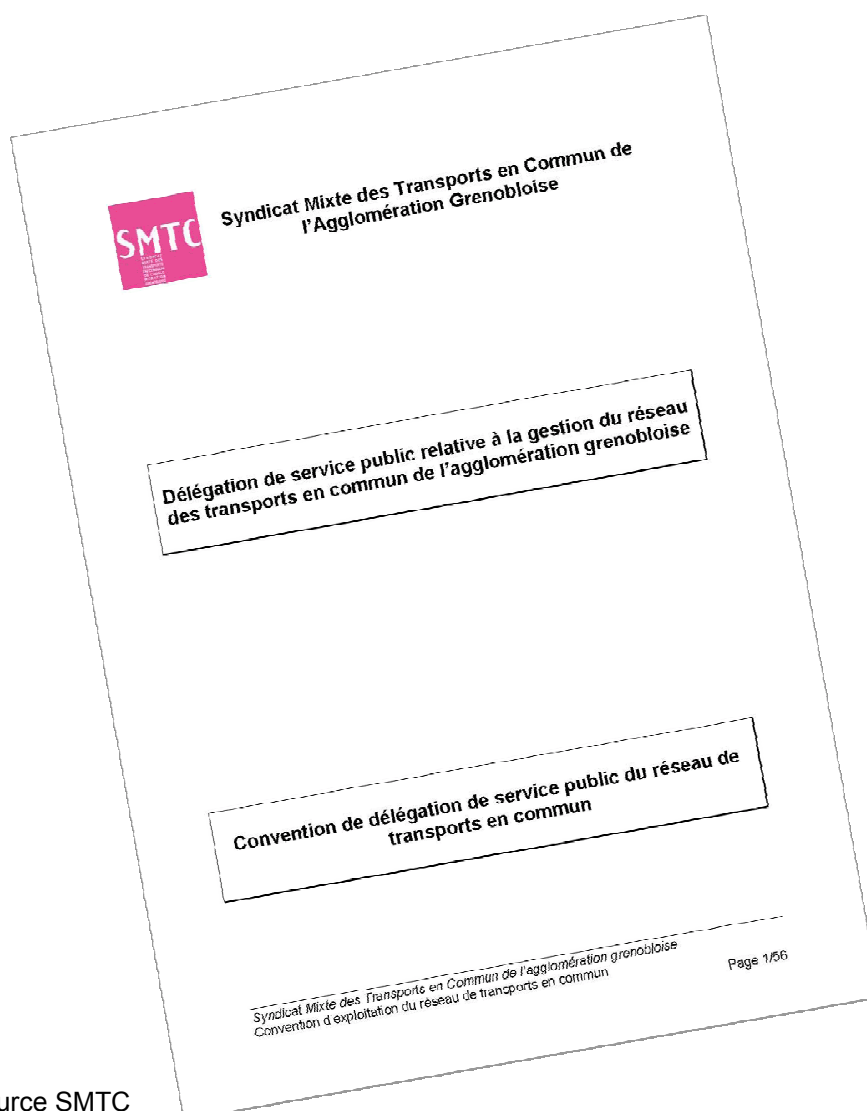 Syndicat Mixte des Transports en Commun de
l'Agglomération Grenobloise
SMTC
Délégation de service public relative à la gestion du réseau
des transports en commun de l'agglomération grenobloise
Convention de délégation de service public du réseau de
transports en commun
Syndicat Mixte des Transports en Commun de l'agglomération grenobloise
Convention d'exploitation du réseau de transports en commun
Page 1/56
SMTC